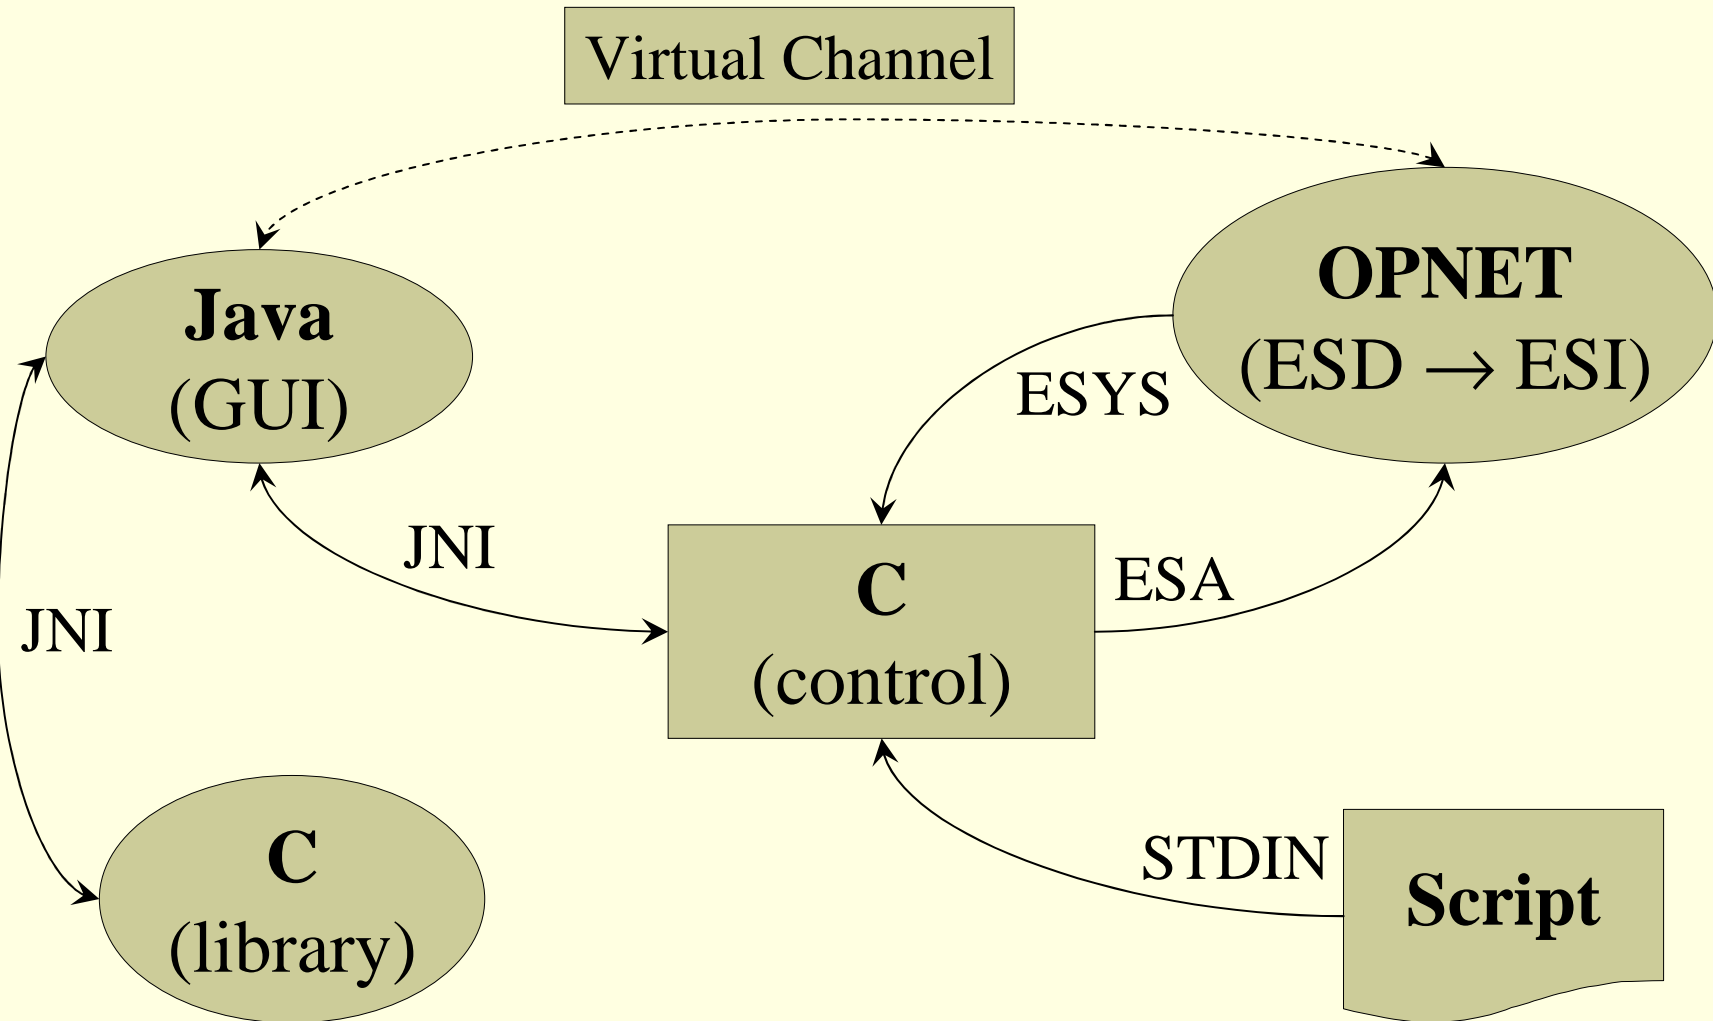 Virtual Channel
Java
(GUI)
OPNET
(ESD → ESI)
ESYS
JNI
C
(control)
ESA
JNI
C
(library)
STDIN
Script